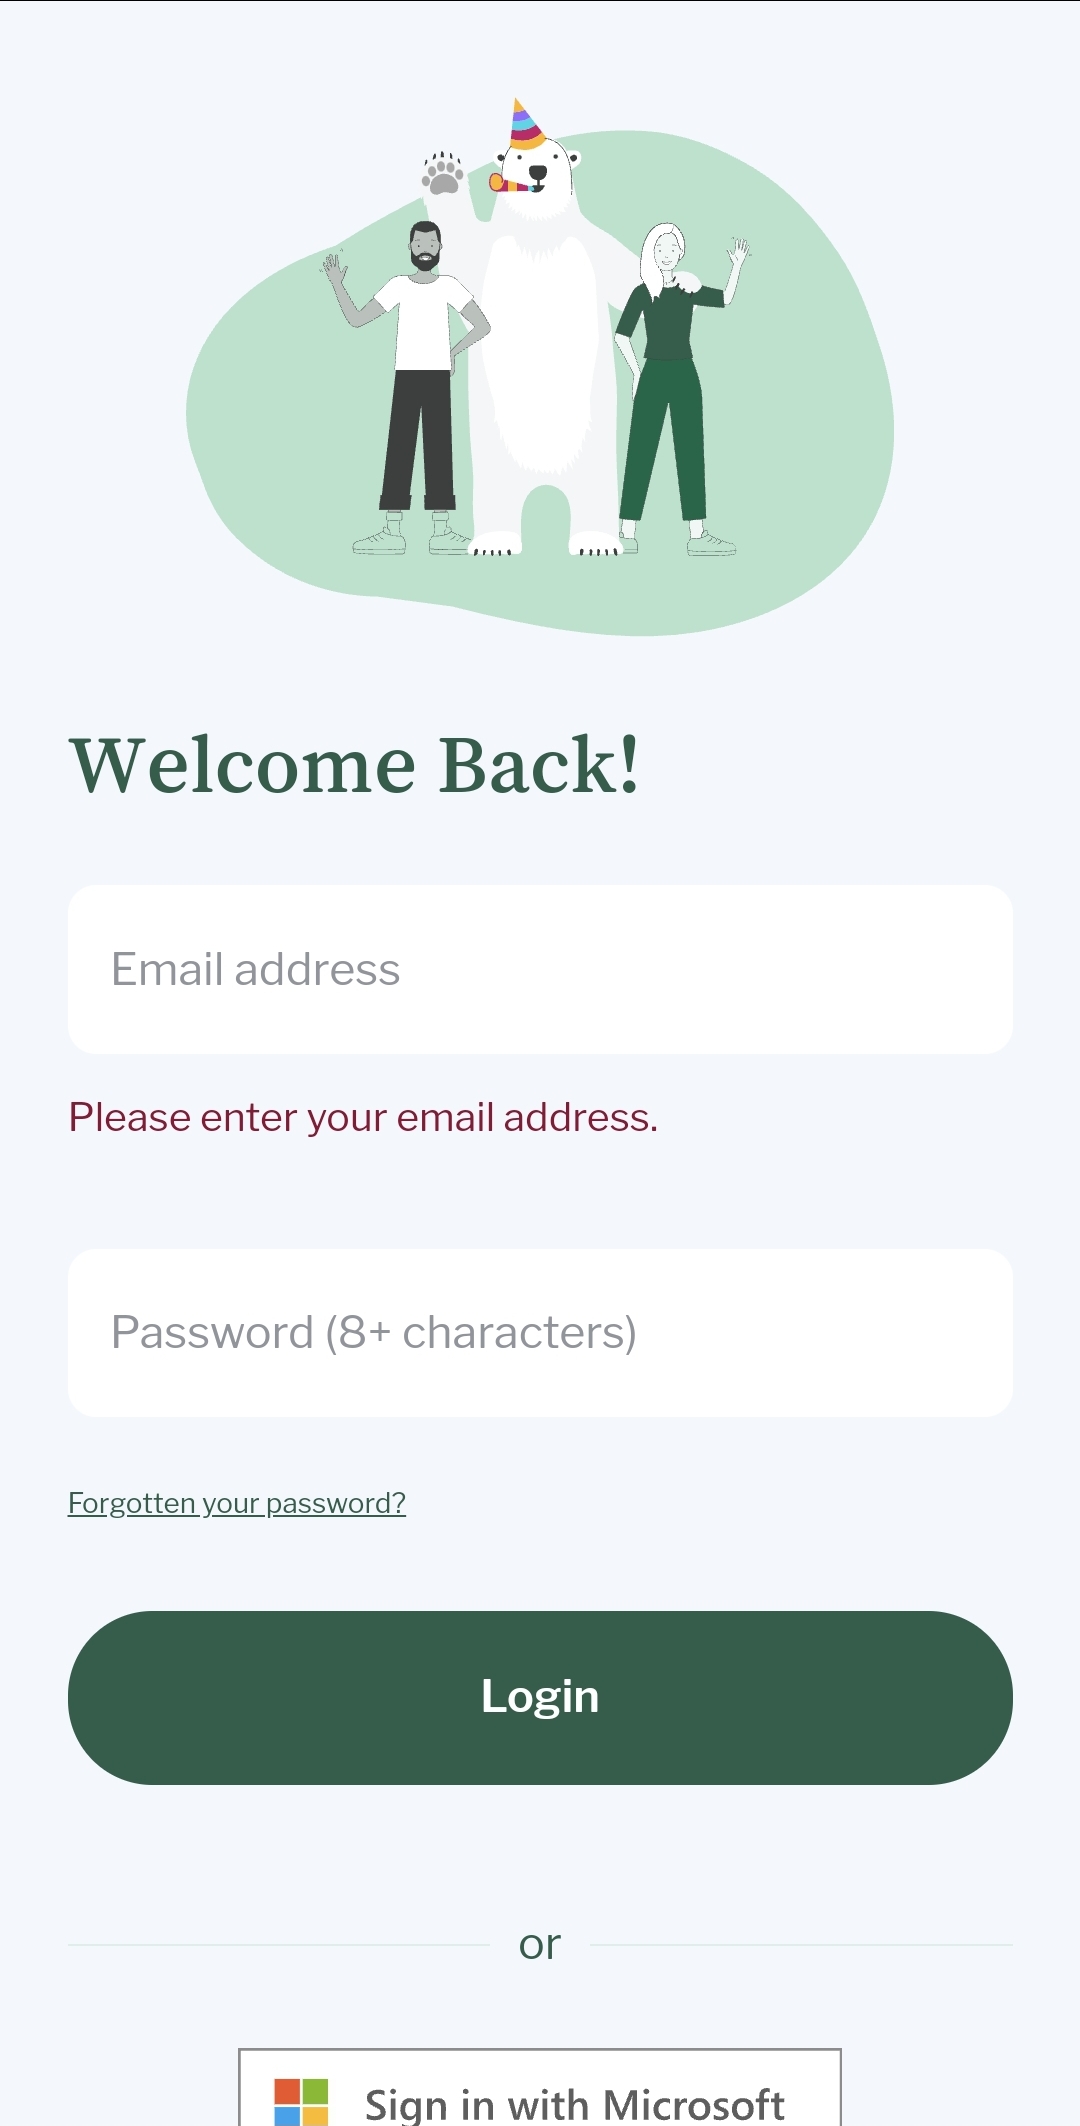 Welcome Back!
Email address
Please enter your email address.
Password (8+ characters)
Forgotten your password?
Login
or
Sign in with Microsoft